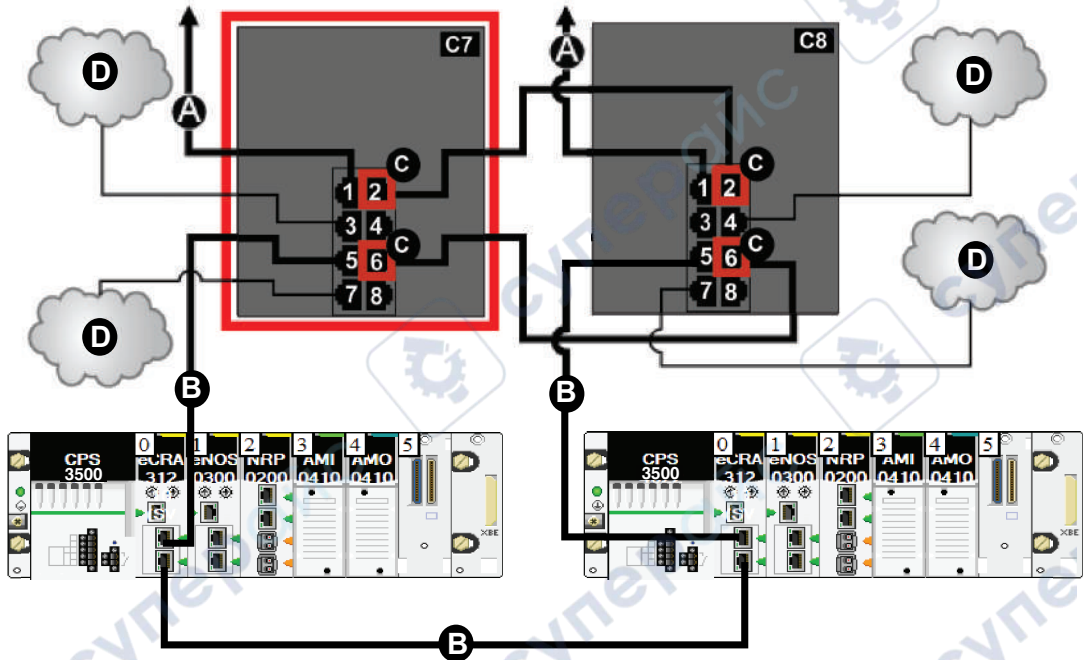 C7
C8
A
A
D
D
C
C
1 2
1 2
3 4
3 4
C
C
5 6
5 6
7 8
7 8
D
D
B
B
CPS
3500
0 1 2 3 4 5
eCRA eNOS NRP AMI AMO
312 0300 0200 0410 0410
CPS
3500
0 1 2 3 4 5
eCRA eNOS NRP AMI AMO
312 0300 0200 0410 0410
XBE
XBE
B
супераис